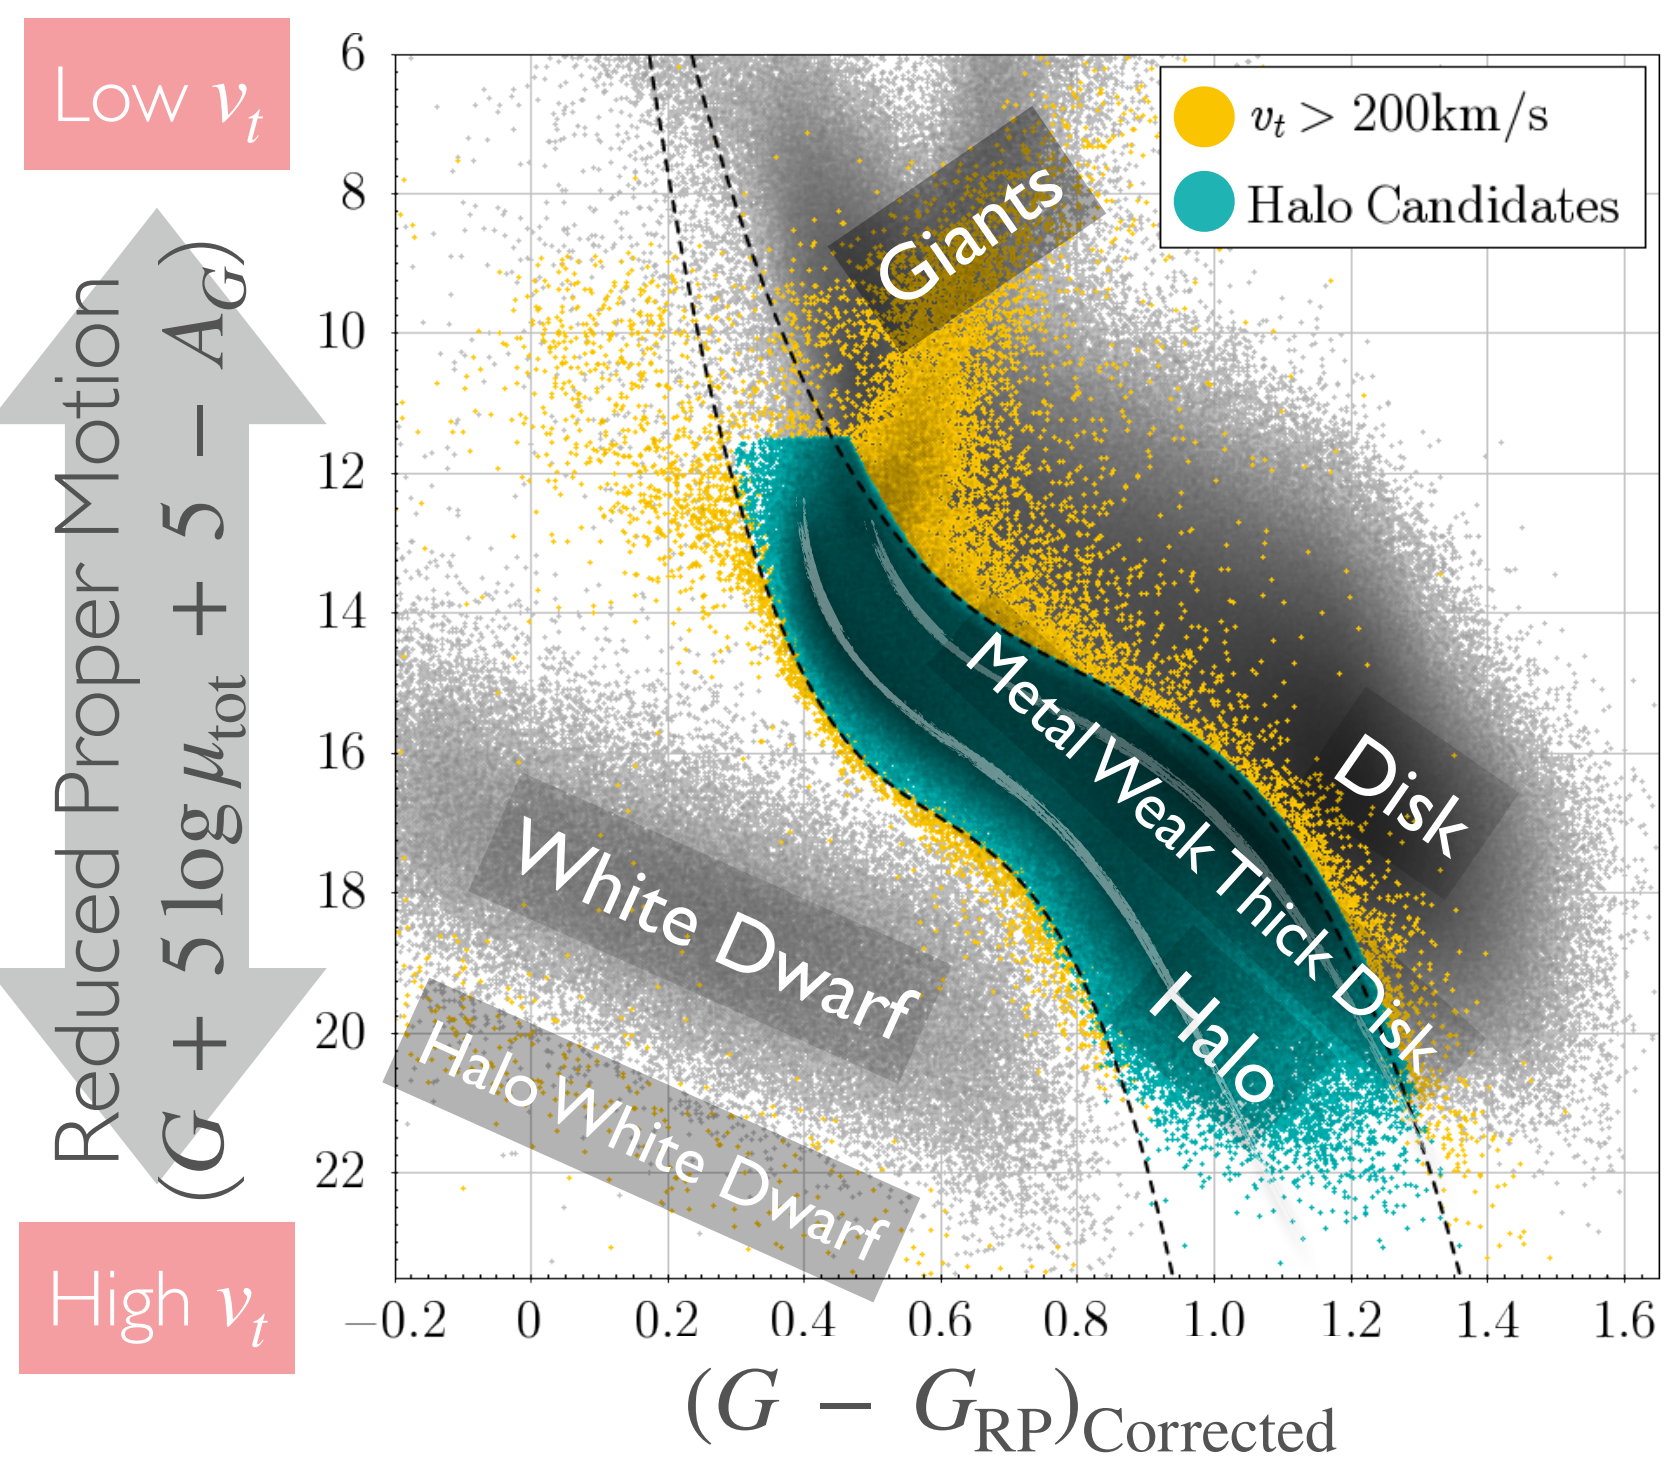 Low v_t
Reduced Proper Motion
(G + 5 log μ_tot + 5 − A_G)
High v_t
6
8
10
12
14
16
18
20
22
v_t > 200km/s
Halo Candidates
Giants
Metal Weak Thick Disk
Disk
White Dwarf
Halo
Halo White Dwarf
−0.2 0 0.2 0.4 0.6 0.8 1.0 1.2 1.4 1.6
(G − G_RP)_Corrected